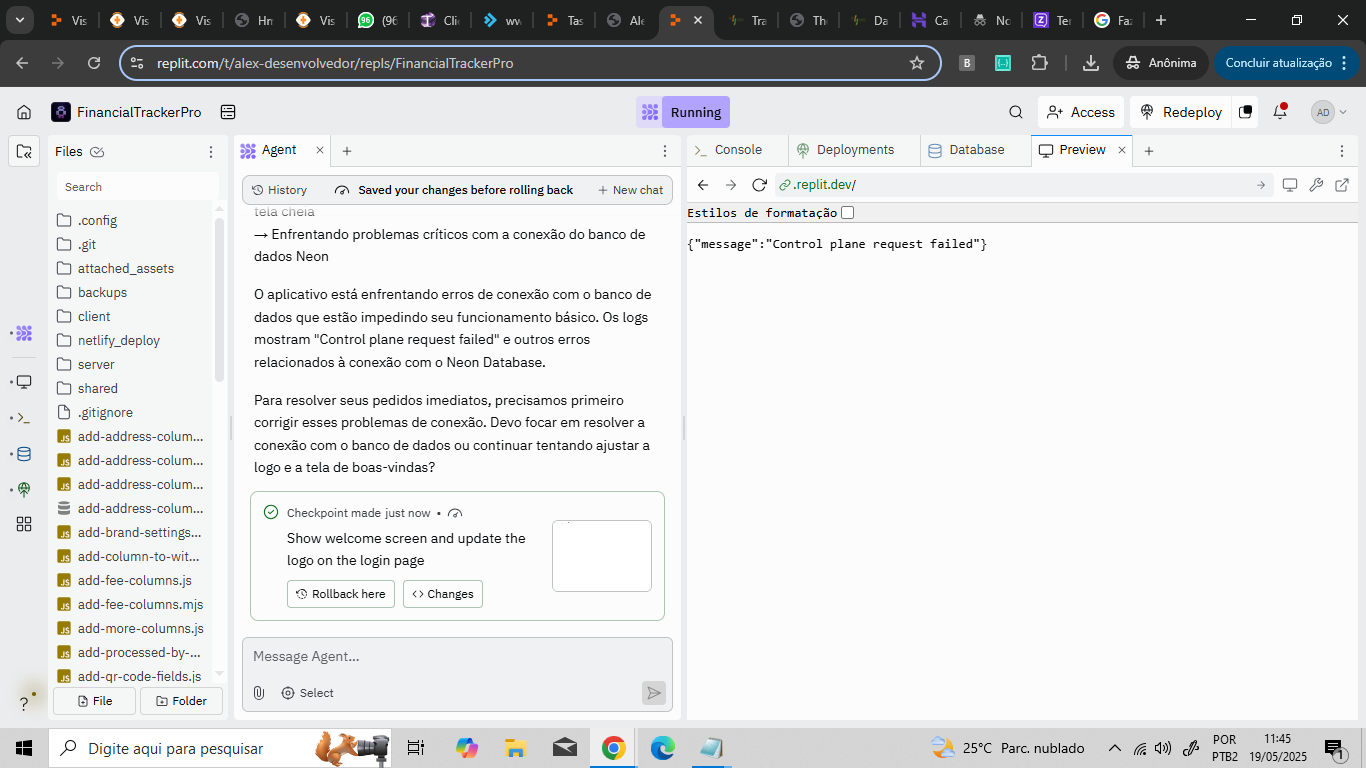 Vis
Vis
Vis
Hm
Vis
(96
Clie
wv
Tas
Ale
Tra
The
Da
Ca
No
Ter
Fa
replit.com/t/alex-desenvolvedor/repls/FinancialTrackerPro
B
Anônima
Concluir atualização
FinancialTrackerPro
Running
Access
Redeploy
AD
Files
Agent
Console
Deployments
Database
Preview
Search
History
Saved your changes before rolling back
New chat
.replit.dev/
Estilos de formatação
{"message":"Control plane request failed"}
.config
.git
attached_assets
backups
client
netlify_deploy
server
shared
.gitignore
add-address-colum...
add-address-colum...
add-address-colum...
add-address-colum...
add-brand-settings...
add-column-to-wit...
add-fee-columns.js
add-fee-columns.mjs
add-more-columns.js
add-processed-by-...
add-qr-code-fields.js
File
Folder
tela cheia
→ Enfrentando problemas críticos com a conexão do banco de
dados Neon
O aplicativo está enfrentando erros de conexão com o banco de
dados que estão impedindo seu funcionamento básico. Os logs
mostram "Control plane request failed" e outros erros
relacionados à conexão com o Neon Database.
Para resolver seus pedidos imediatos, precisamos primeiro
corrigir esses problemas de conexão. Devo focar em resolver a
conexão com o banco de dados ou continuar tentando ajustar a
logo e a tela de boas-vindas?
Checkpoint made just now •
Show welcome screen and update the
logo on the login page
Rollback here
Changes
Message Agent...
Select
?
Digite aqui para pesquisar
25°C Parc. nublado
POR
PTB2
11:45
19/05/2025
1